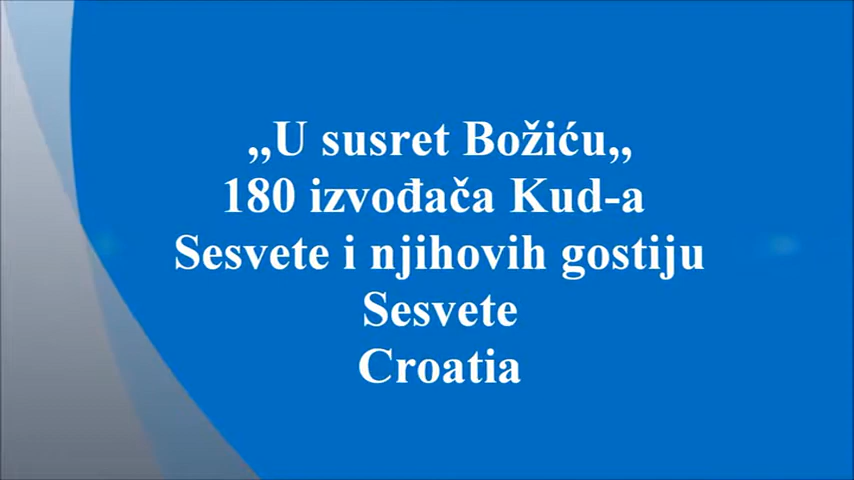 ,,U susret Božiću,,
180 izvođača Kud-a
Sesvete i njihovih gostiju
Sesvete
Croatia